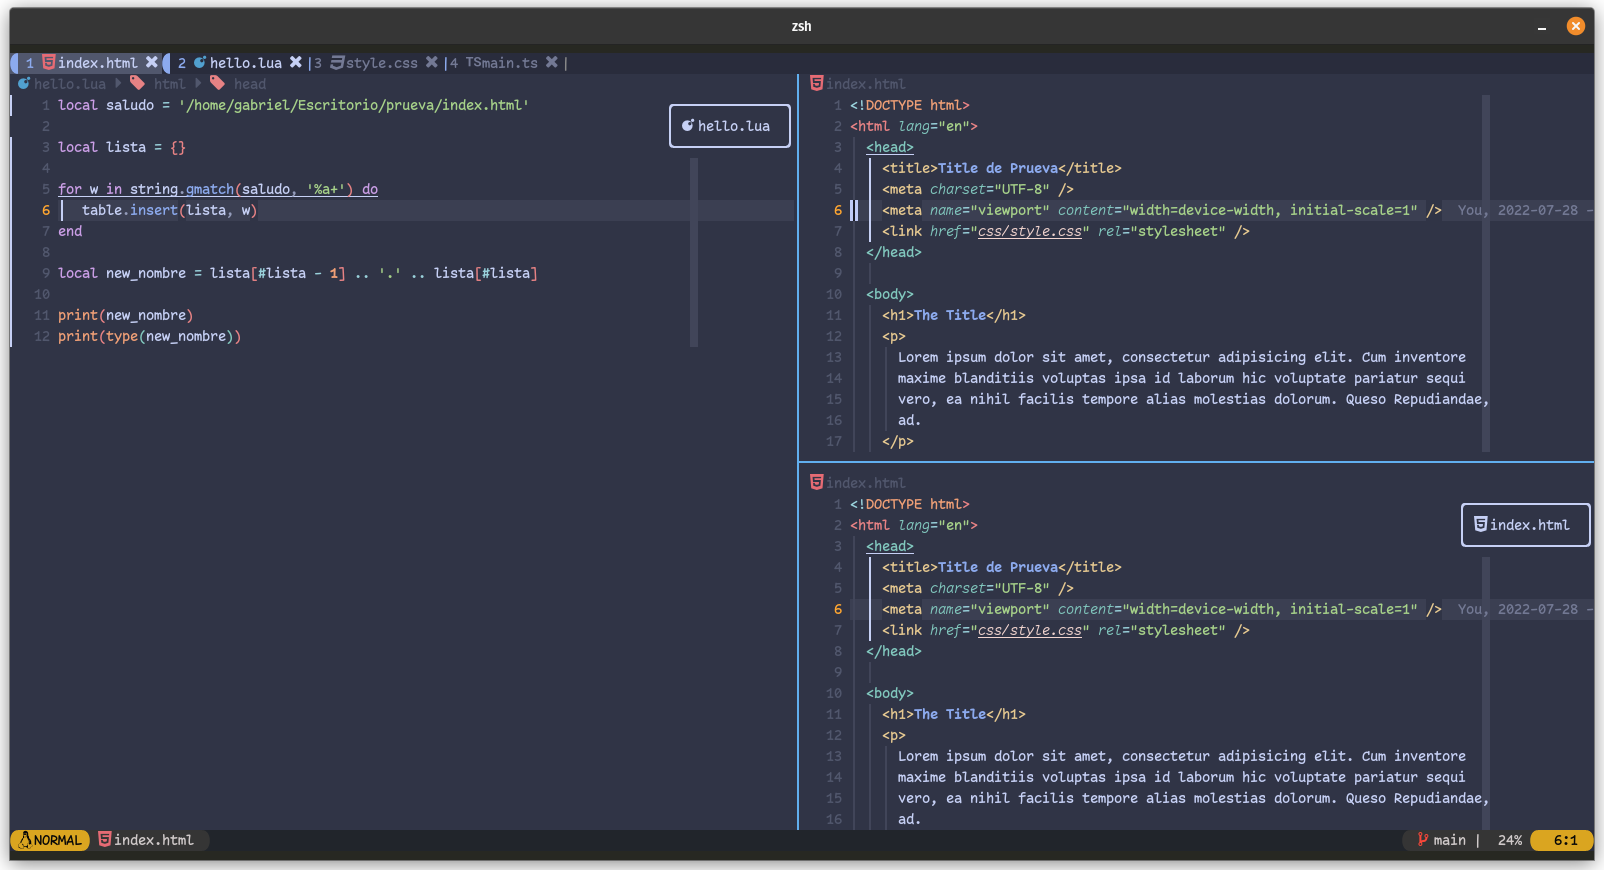 zsh
1 index.html ✖ 2 hello.lua ✖ |3 style.css ✖ |4 TS main.ts ✖ |
hello.lua html head
1 local saludo = '/home/gabriel/Escritorio/prueva/index.html'
hello.lua
2
3 local lista = {}
4
5 for w in string.gmatch(saludo, '%a+') do
6 table.insert(lista, w)
7 end
8
9 local new_nombre = lista[#lista - 1] .. '.' .. lista[#lista]
10
11 print(new_nombre)
12 print(type(new_nombre))
index.html
1 <!DOCTYPE html>
2 <html lang="en">
3 <head>
4 <title>Title de Prueva</title>
5 <meta charset="UTF-8" />
6 <meta name="viewport" content="width=device-width, initial-scale=1" /> You, 2022-07-28 -
7 <link href="css/style.css" rel="stylesheet" />
8 </head>
9
10 <body>
11 <h1>The Title</h1>
12 <p>
13 Lorem ipsum dolor sit amet, consectetur adipisicing elit. Cum inventore
14 maxime blanditiis voluptas ipsa id laborum hic voluptate pariatur sequi
15 vero, ea nihil facilis tempore alias molestias dolorum. Queso Repudiandae,
16 ad.
17 </p>
index.html
1 <!DOCTYPE html>
2 <html lang="en">
index.html
3 <head>
4 <title>Title de Prueva</title>
5 <meta charset="UTF-8" />
6 <meta name="viewport" content="width=device-width, initial-scale=1" /> You, 2022-07-28 -
7 <link href="css/style.css" rel="stylesheet" />
8 </head>
9
10 <body>
11 <h1>The Title</h1>
12 <p>
13 Lorem ipsum dolor sit amet, consectetur adipisicing elit. Cum inventore
14 maxime blanditiis voluptas ipsa id laborum hic voluptate pariatur sequi
15 vero, ea nihil facilis tempore alias molestias dolorum. Queso Repudiandae,
16 ad.
NORMAL index.html main | 24% 6:1